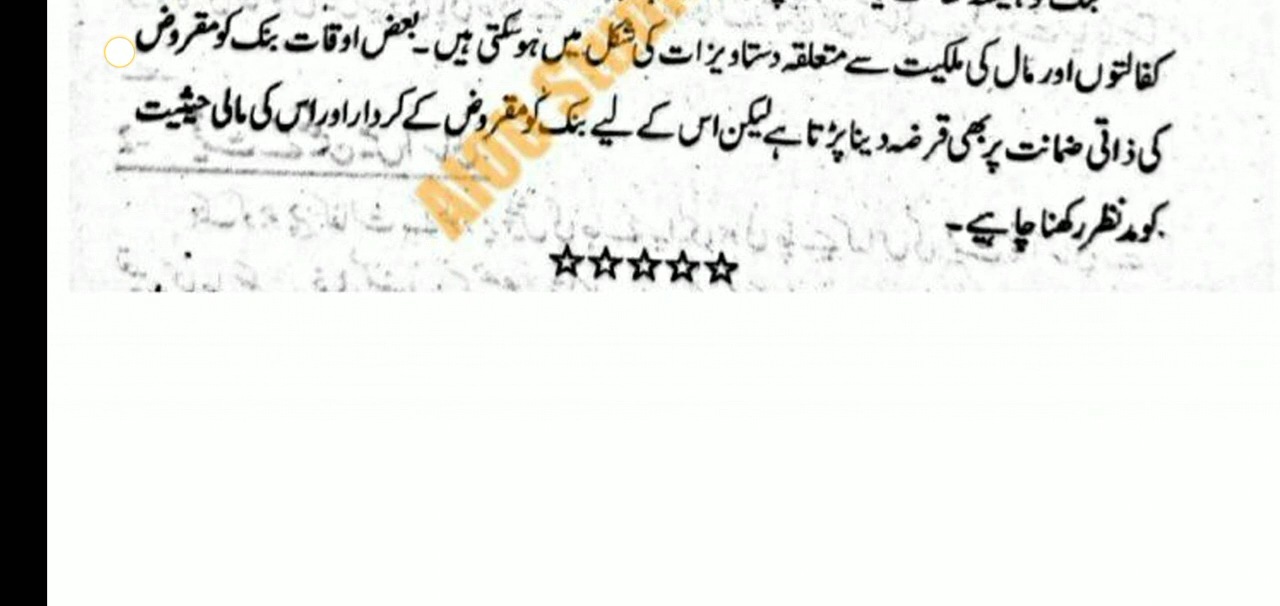 کفالتوں اور مال کی ملکیت سے متعلقہ دستاویزات کی شکل میں ہو سکتی ہیں ۔ بعض اوقات بنک کو مقروض
کی ذاتی ضمانت پر بھی قرضہ دینا پڑتا ہے لیکن اس کے لیے بنک کو مقروض کے کردار اور اس کی مالی حیثیت
کو مدنظر رکھنا چاہیے ۔
☆☆☆☆☆